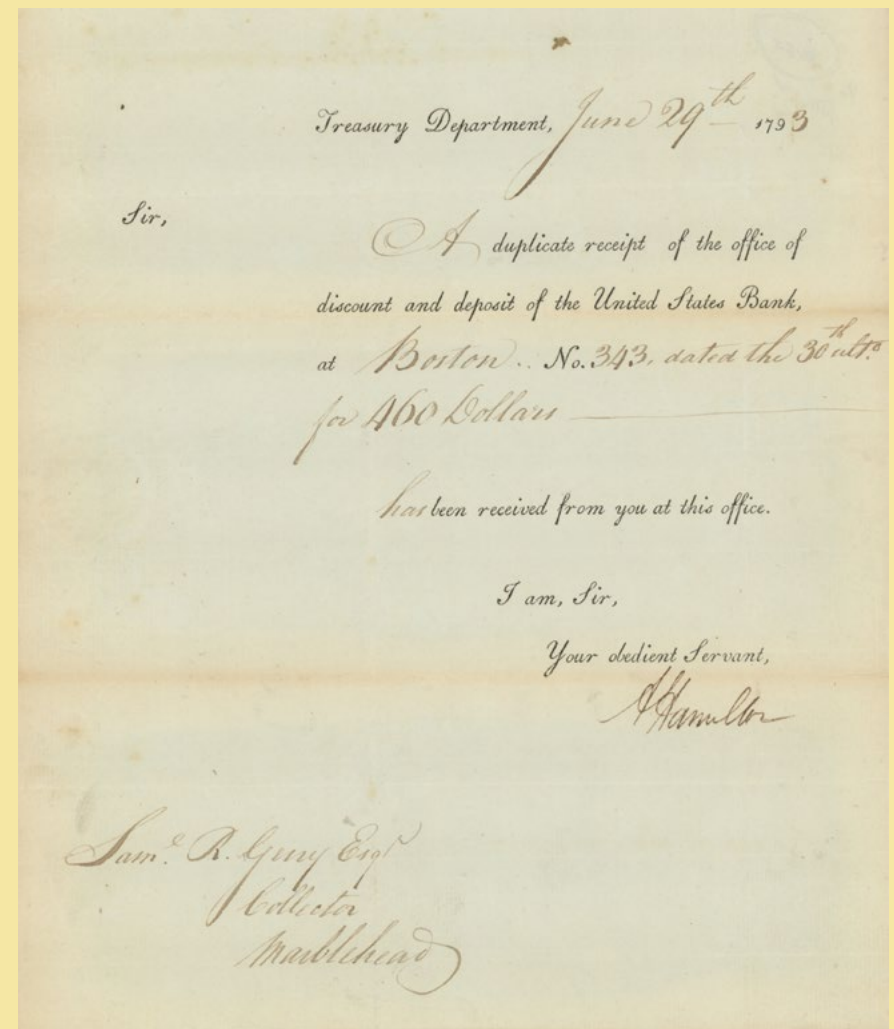 Treasury Department, June 29th 1793
Sir,
A duplicate receipt of the office of
discount and deposit of the United States Bank,
at Boston.. No. 343. dated the 30th ulto.
for 460 Dollars
has been received from you at this office.
I am, Sir,
Your obedient Servant,
A Hamilton
Saml. R. Gerry Esqr
Collector
Marblehead